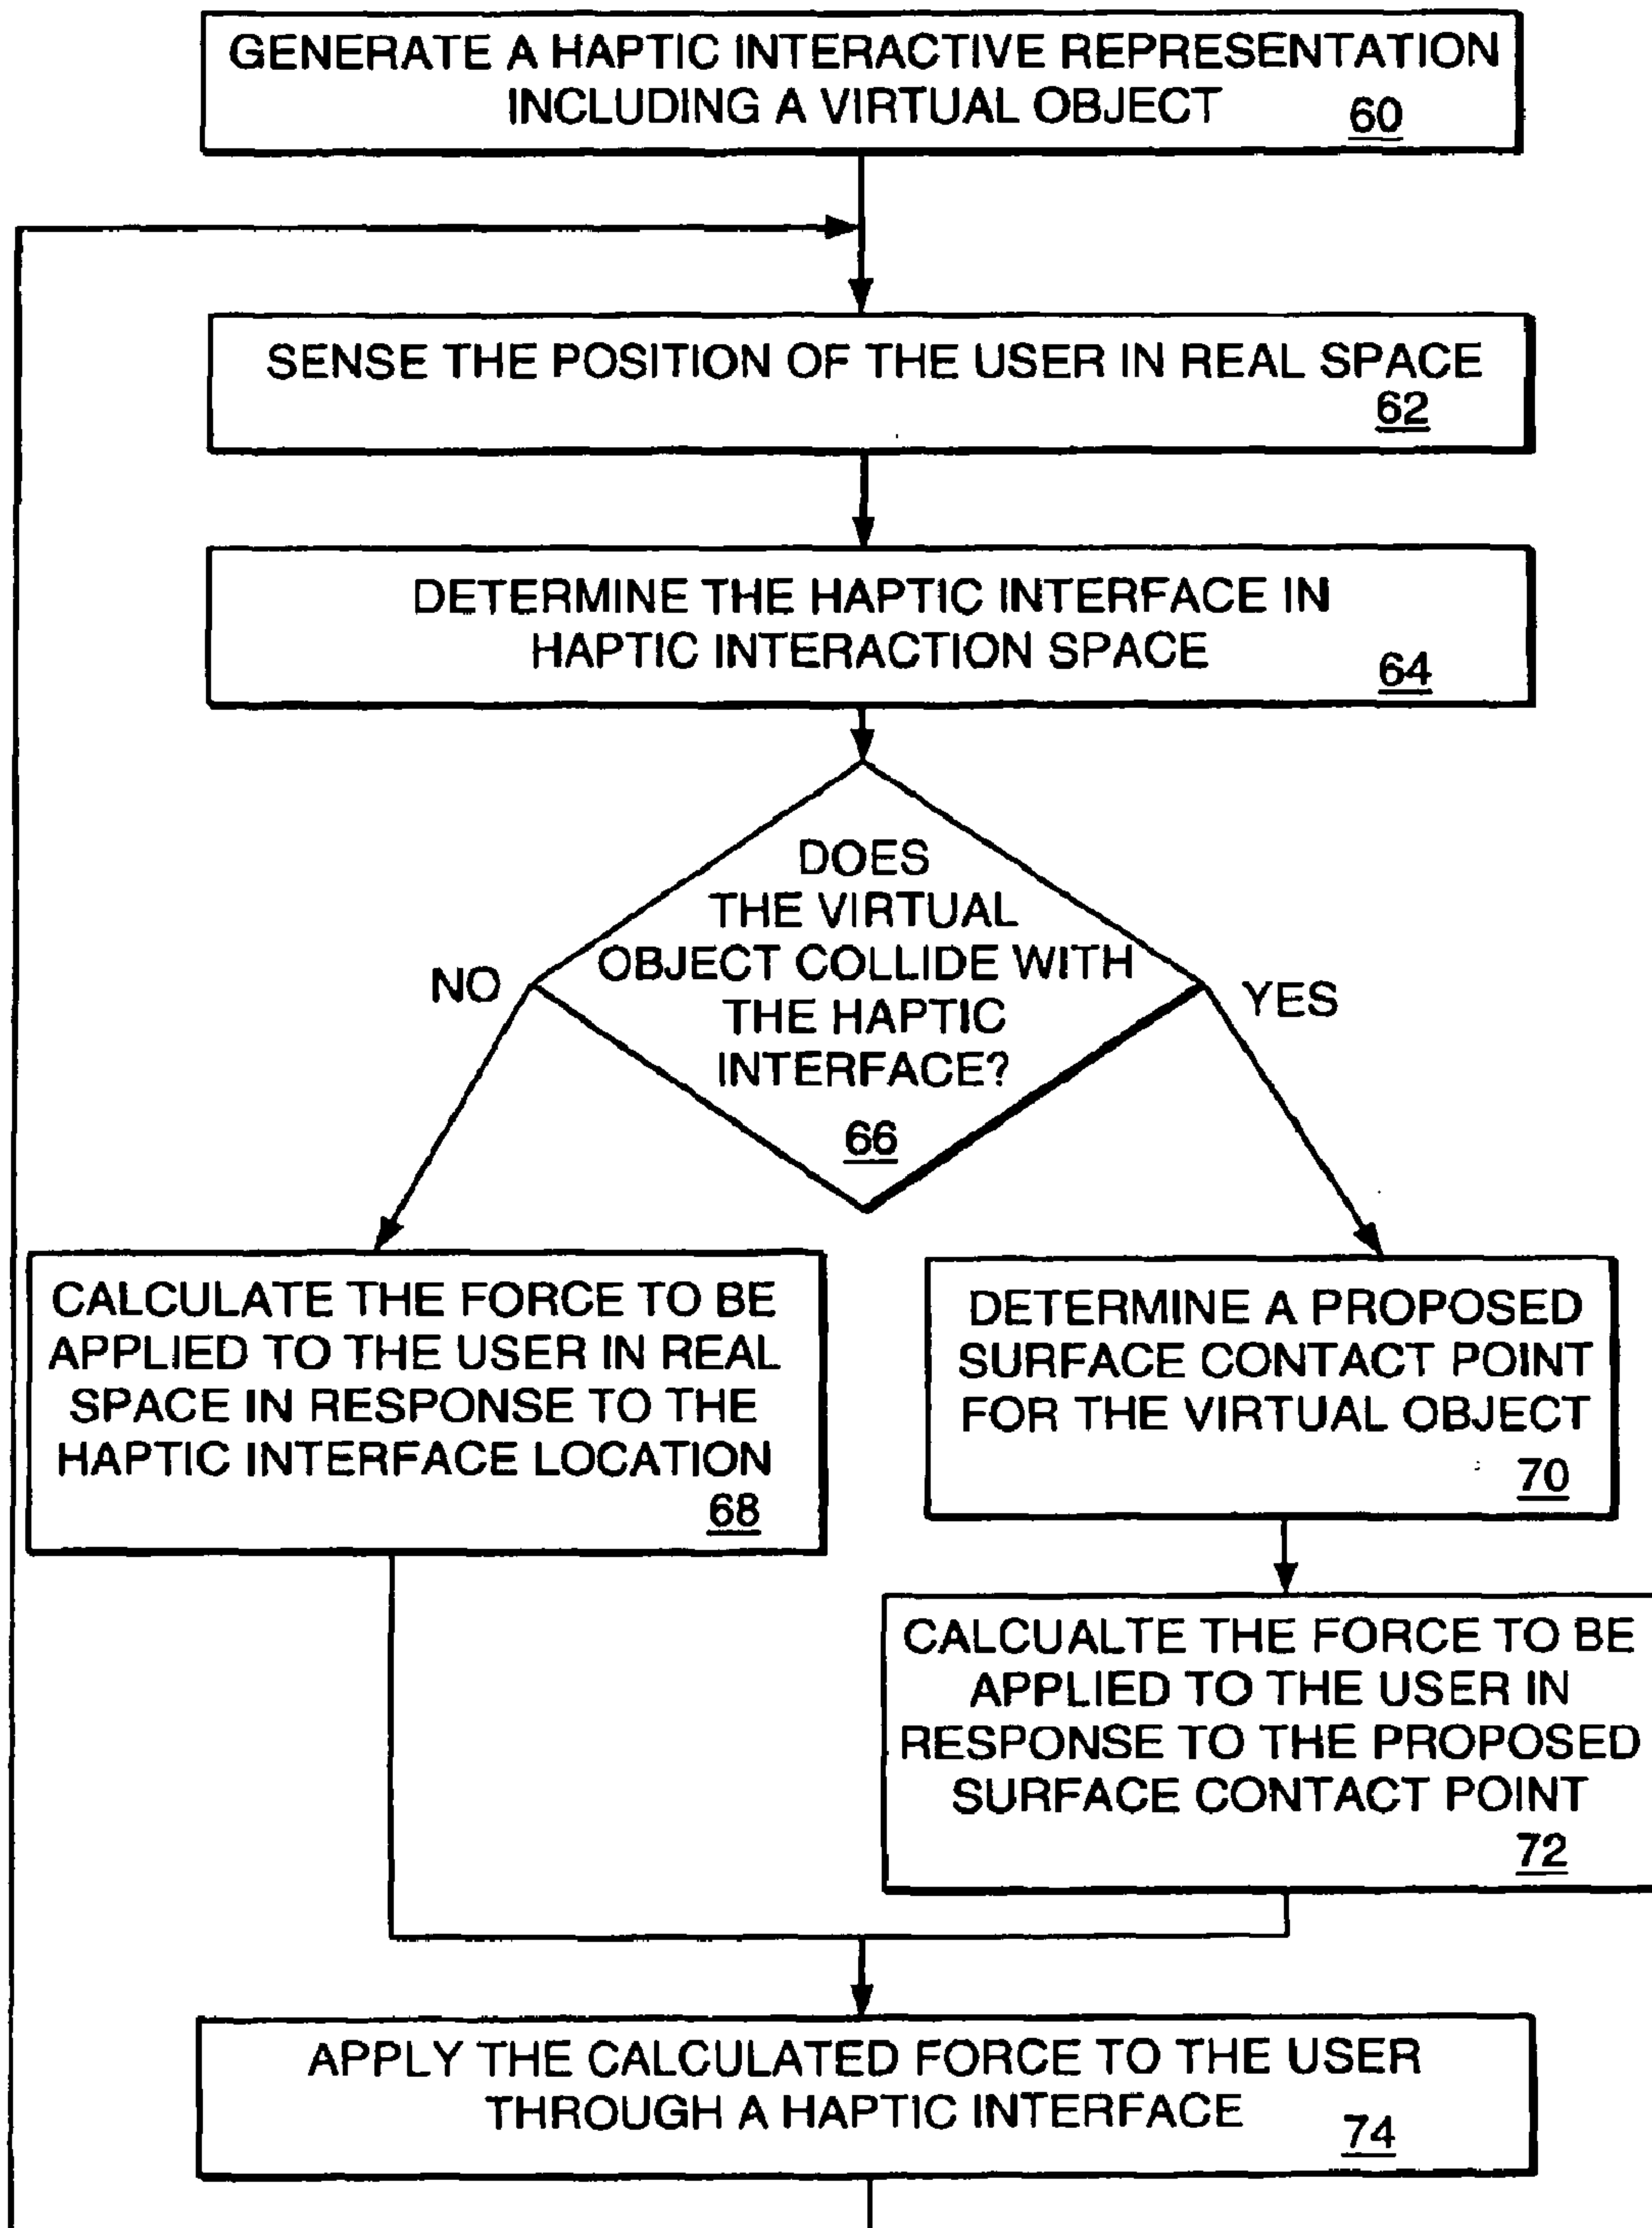 GENERATE A HAPTIC INTERACTIVE REPRESENTATION
INCLUDING A VIRTUAL OBJECT
60
SENSE THE POSITION OF THE USER IN REAL SPACE
62
DETERMINE THE HAPTIC INTERFACE IN
HAPTIC INTERACTION SPACE
64
DOES
THE VIRTUAL
OBJECT COLLIDE WITH
THE HAPTIC
INTERFACE?
66
NO
YES
CALCULATE THE FORCE TO BE
APPLIED TO THE USER IN REAL
SPACE IN RESPONSE TO THE
HAPTIC INTERFACE LOCATION
68
DETERMINE A PROPOSED
SURFACE CONTACT POINT
FOR THE VIRTUAL OBJECT
70
CALCUALTE THE FORCE TO BE
APPLIED TO THE USER IN
RESPONSE TO THE PROPOSED
SURFACE CONTACT POINT
72
APPLY THE CALCULATED FORCE TO THE USER
THROUGH A HAPTIC INTERFACE
74